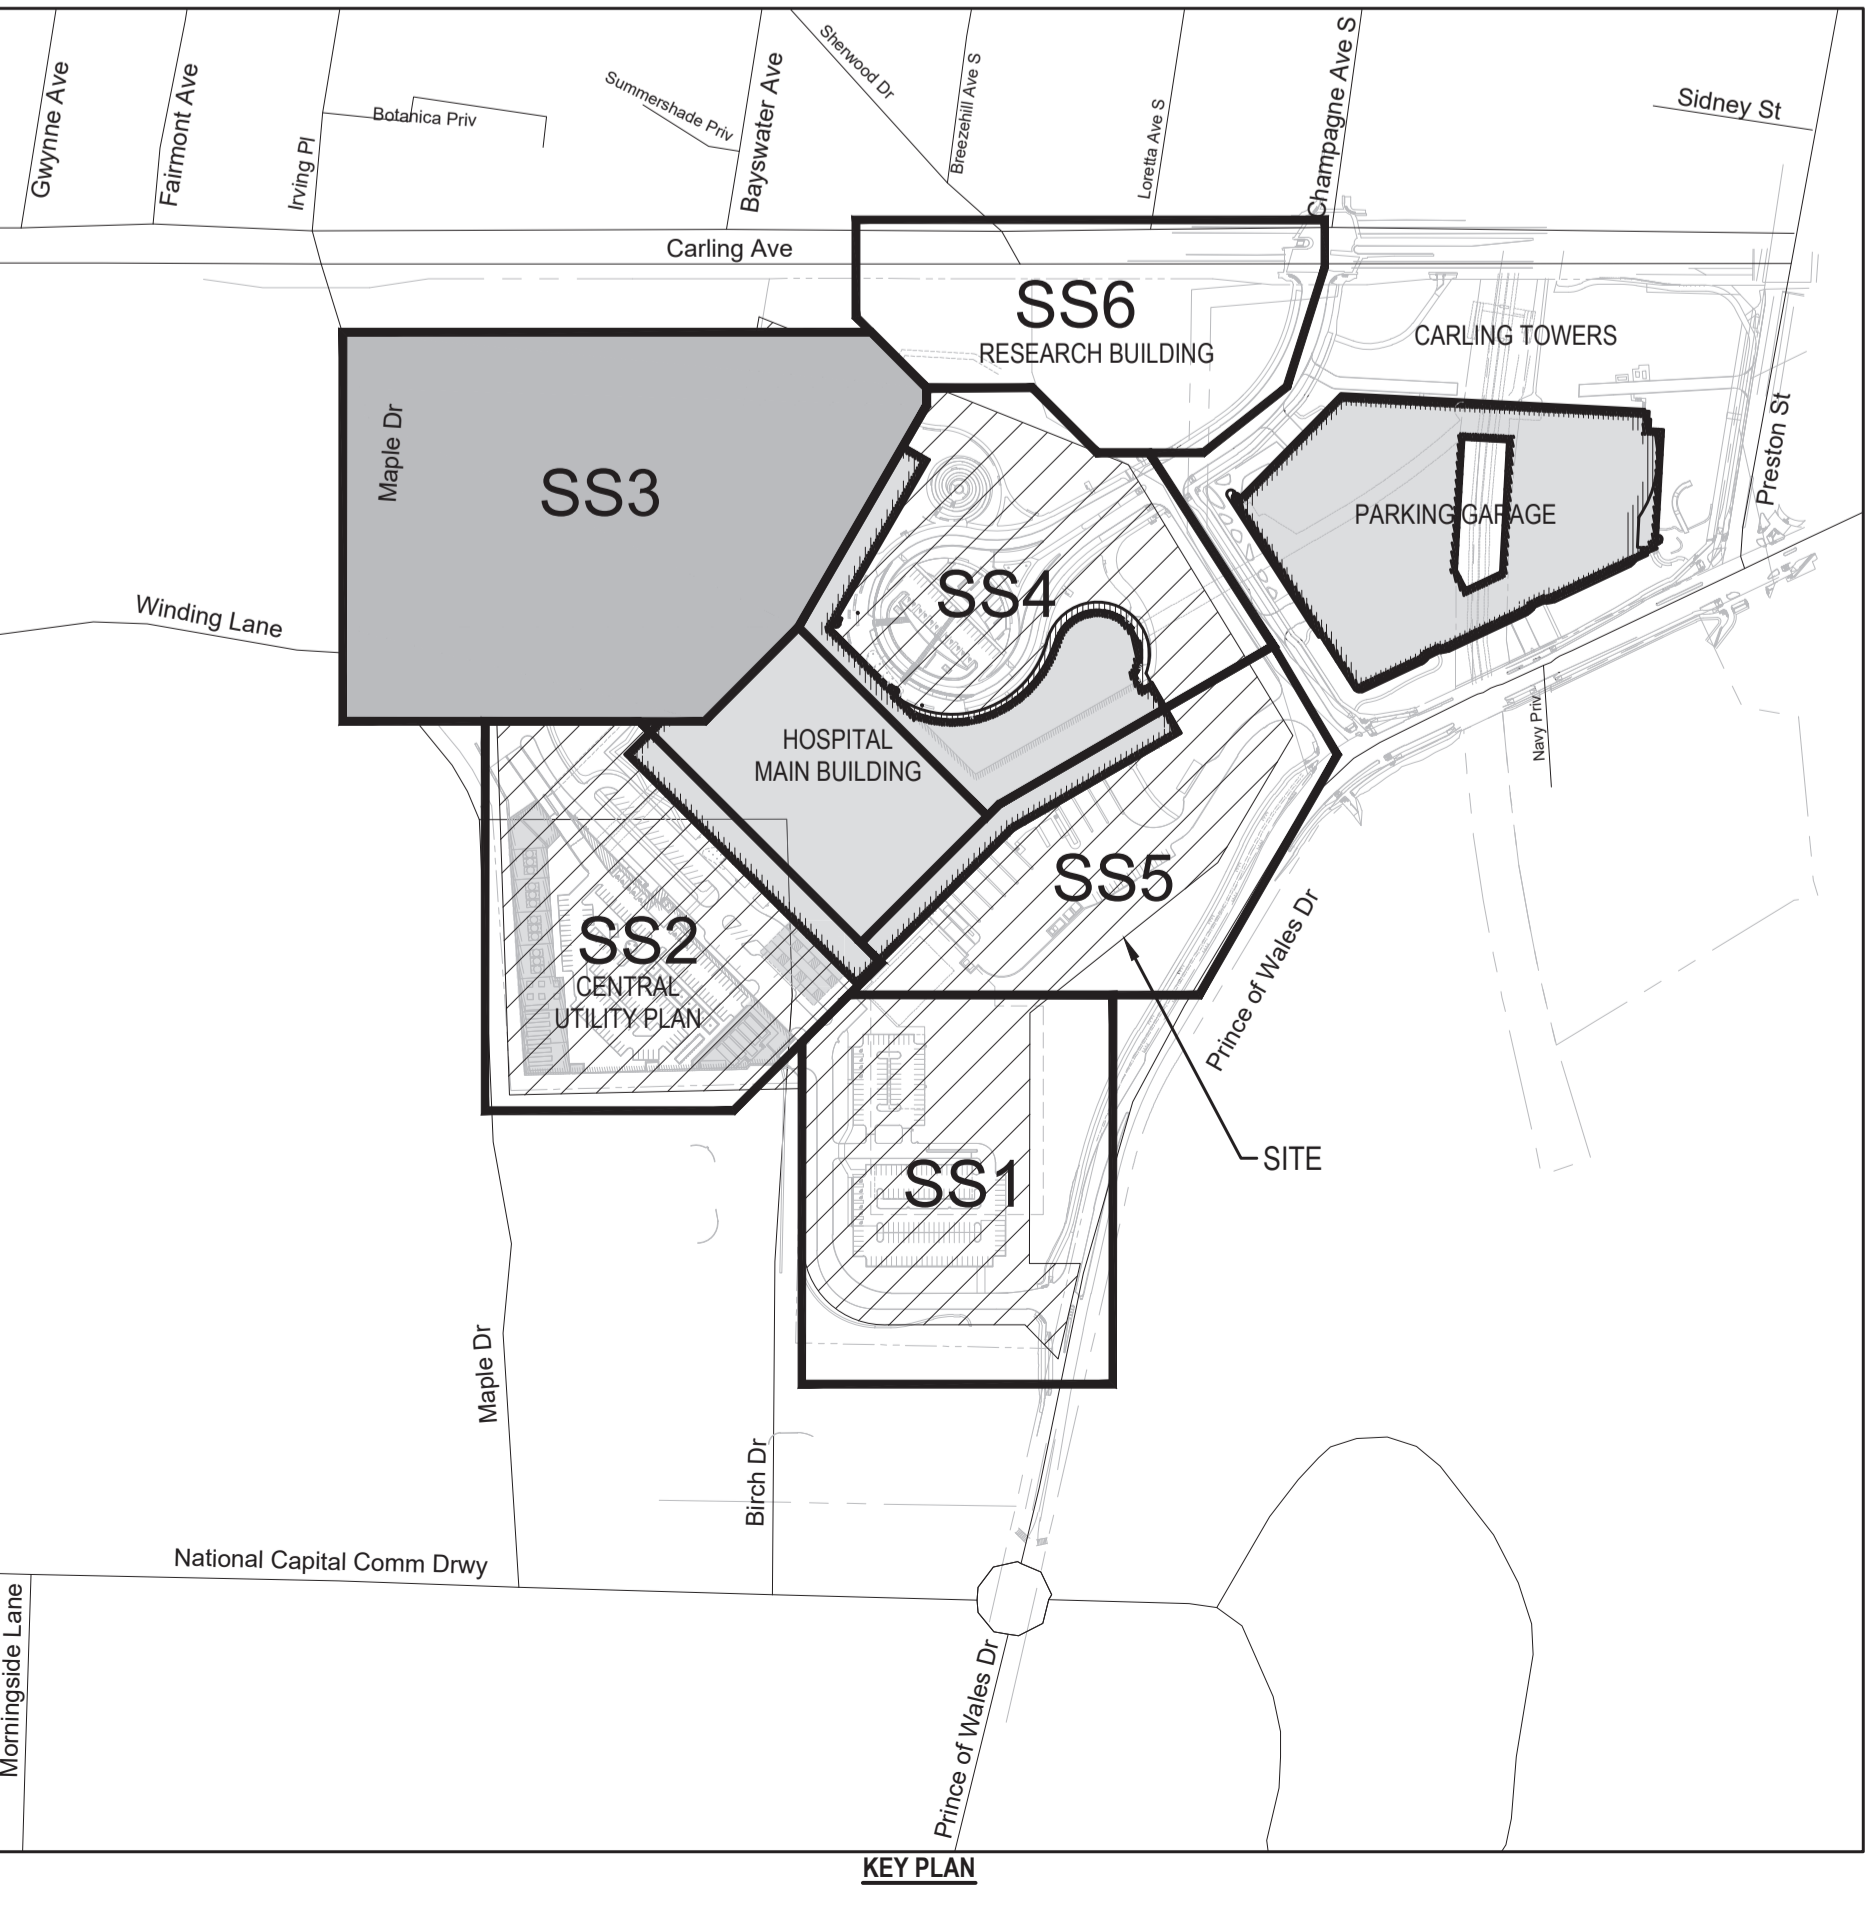 Gwynne Ave
Fairmont Ave
Irving Pl
Botanica Priv
Summershade Priv
Bayswater Ave
Sherwood Dr
Breezehill Ave S
Loretta Ave S
Champagne Ave S
Sidney St
Carling Ave
SS6
RESEARCH BUILDING
CARLING TOWERS
Maple Dr
SS3
Preston St
PARKING GARAGE
SS4
Winding Lane
Navy Priv
HOSPITAL
MAIN BUILDING
SS5
SS2
CENTRAL
UTILITY PLAN
Prince of Wales Dr
SITE
SS1
Maple Dr
Birch Dr
National Capital Comm Drwy
Morningside Lane
Prince of Wales Dr
KEY PLAN